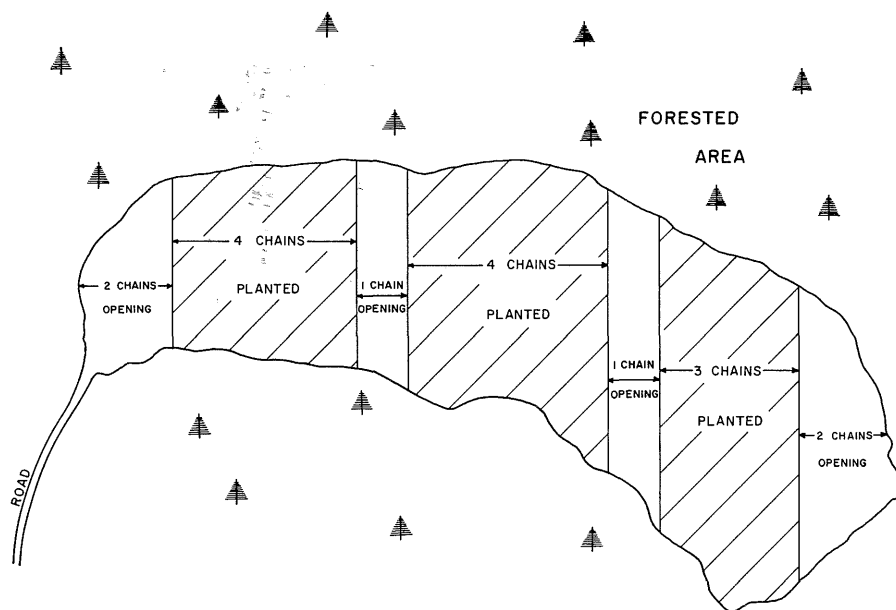 FORESTED
AREA
4 CHAINS
PLANTED
2 CHAINS
OPENING
1 CHAIN
OPENING
4 CHAINS
PLANTED
1 CHAIN
OPENING
3 CHAINS
PLANTED
2 CHAINS
OPENING
ROAD